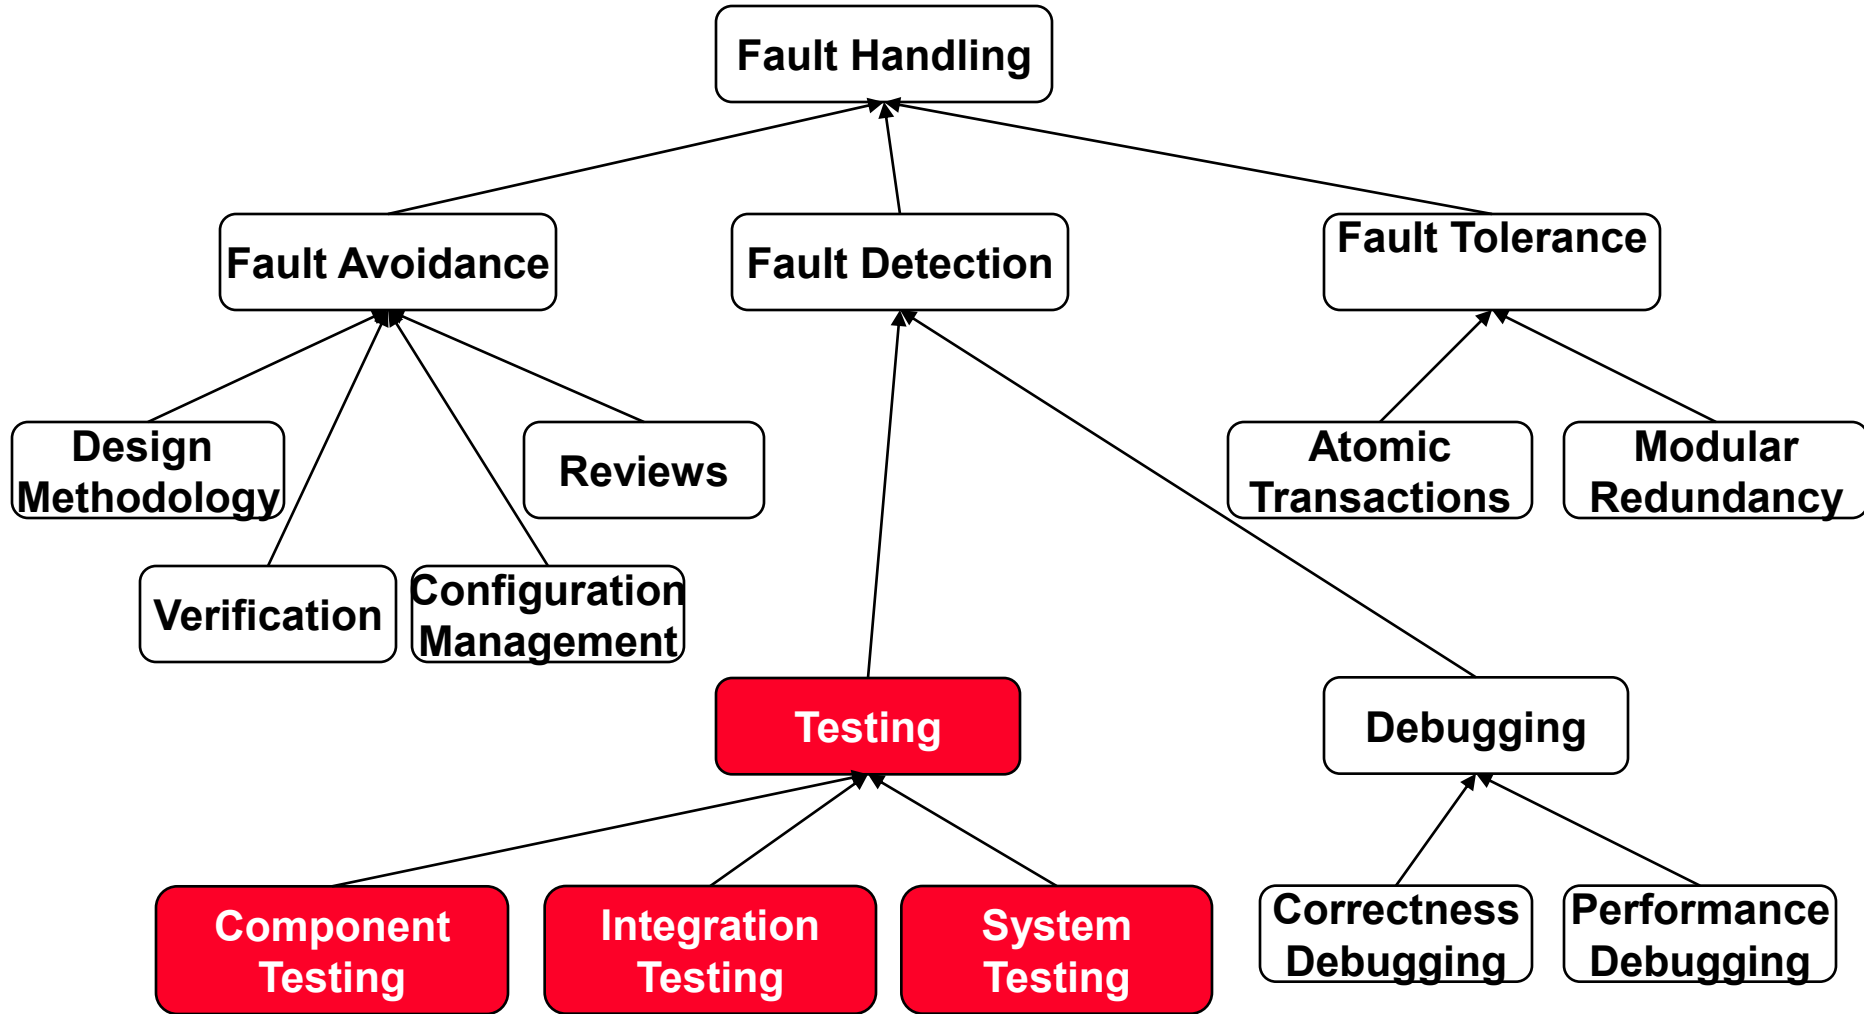 Fault Handling
Fault Avoidance
Fault Detection
Fault Tolerance
Design
Methodology
Reviews
Atomic
Transactions
Modular
Redundancy
Verification
Configuration
Management
Testing
Debugging
Component
Testing
Integration
Testing
System
Testing
Correctness
Debugging
Performance
Debugging